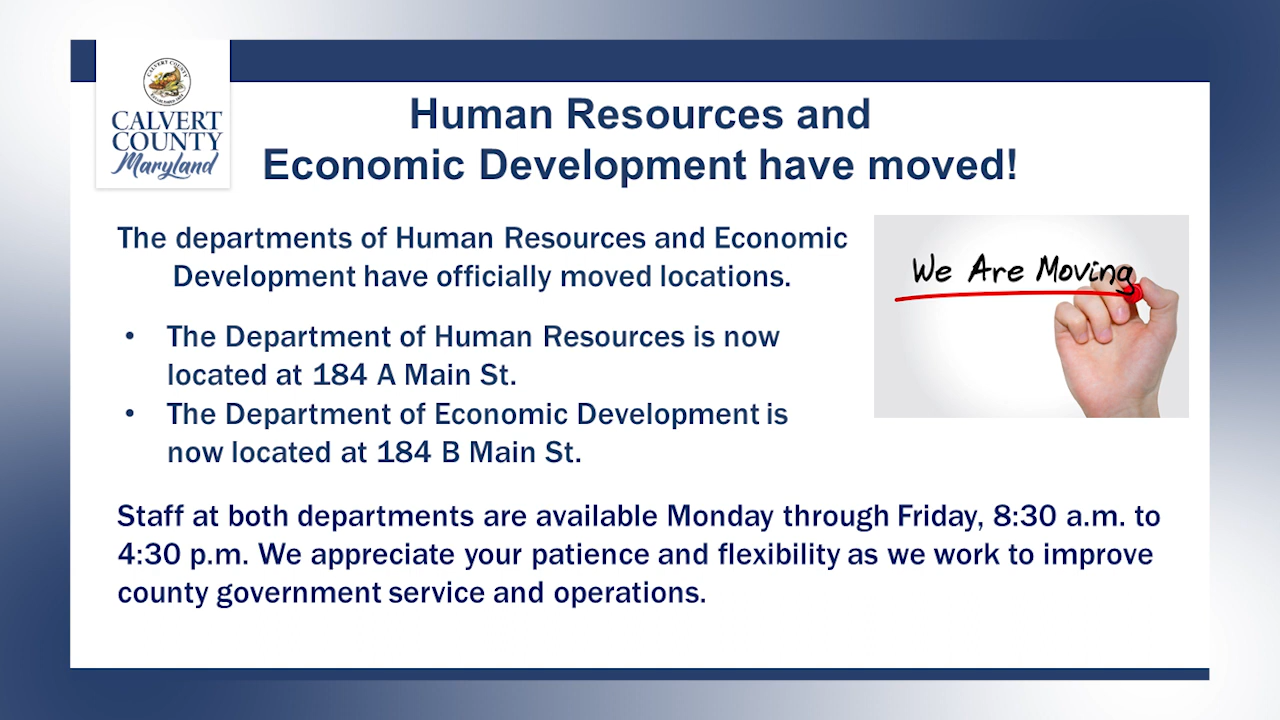 CALVERT COUNTY
CALVERT
COUNTY
Maryland
Human Resources and
Economic Development have moved!
The departments of Human Resources and Economic
Development have officially moved locations.
We Are Moving
• The Department of Human Resources is now
located at 184 A Main St.
• The Department of Economic Development is
now located at 184 B Main St.
Staff at both departments are available Monday through Friday, 8:30 a.m. to
4:30 p.m. We appreciate your patience and flexibility as we work to improve
county government service and operations.